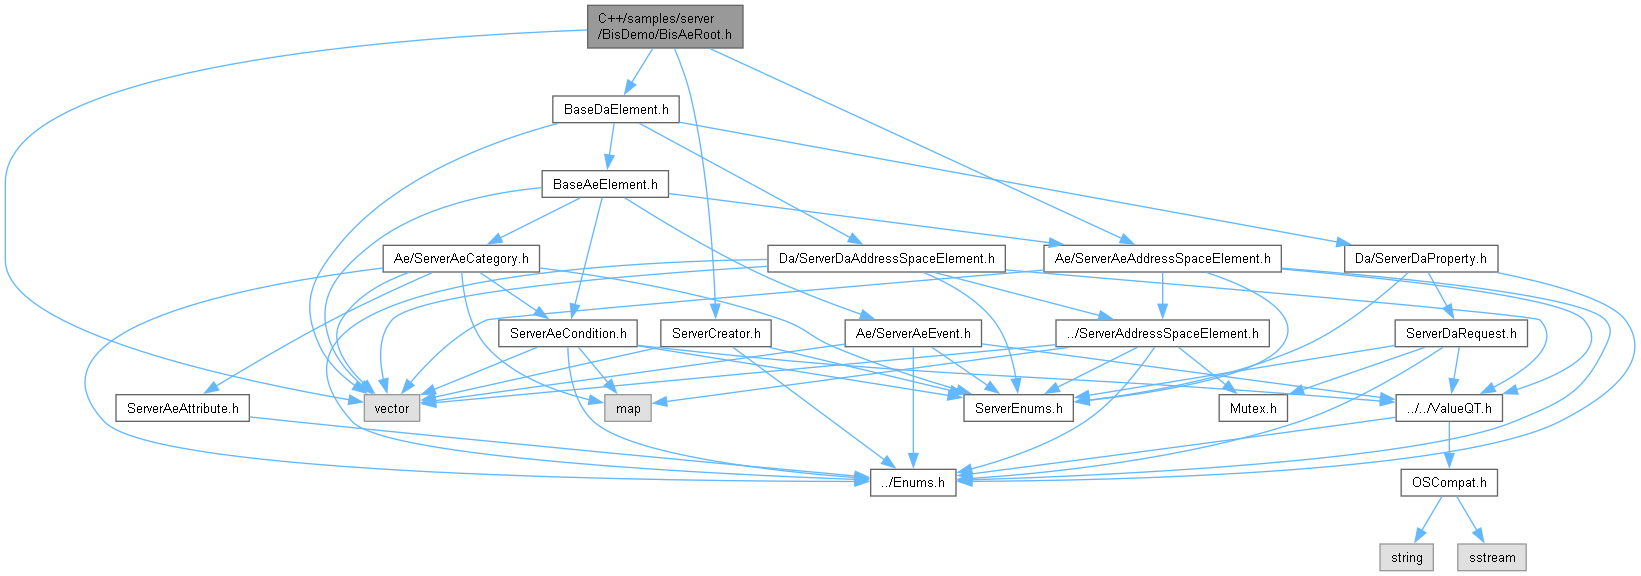 C++/samples/server
/BisDemo/BisAeRoot.h
BaseDaElement.h
BaseAeElement.h
Ae/ServerAeCategory.h
Da/ServerDaAddressSpaceElement.h
Ae/ServerAeAddressSpaceElement.h
Da/ServerDaProperty.h
ServerAeCondition.h
ServerCreator.h
Ae/ServerAeEvent.h
../ServerAddressSpaceElement.h
ServerDaRequest.h
ServerAeAttribute.h
vector
map
ServerEnums.h
Mutex.h
../../ValueQT.h
../Enums.h
OSCompat.h
string
sstream